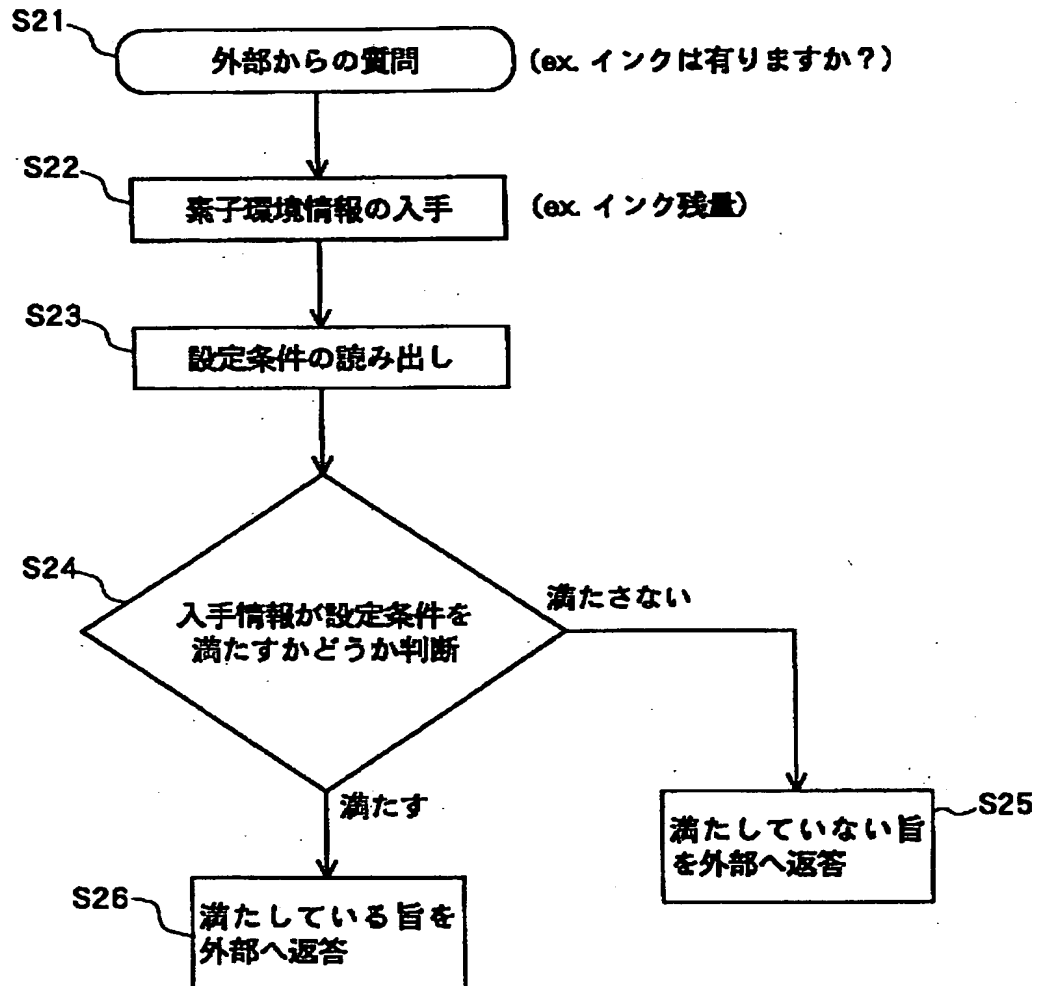 S21
外部からの質問
(ex. インクは有りますか？)
S22
素子環境情報の入手
(ex. インク残量)
S23
設定条件の読み出し
S24
入手情報が設定条件を
満たすかどうか判断
満たさない
満たす
S25
満たしていない旨
を外部へ返答
S26
満たしている旨を
外部へ返答